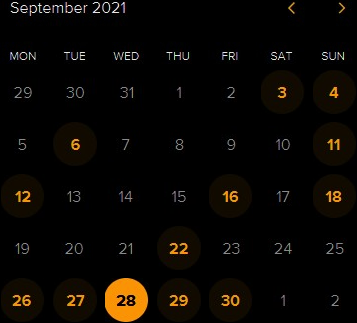 September 2021
MON TUE WED THU FRI SAT SUN
29 30 31 1 2 3 4
5 6 7 8 9 10 11
12 13 14 15 16 17 18
19 20 21 22 23 24 25
26 27 28 29 30 1 2